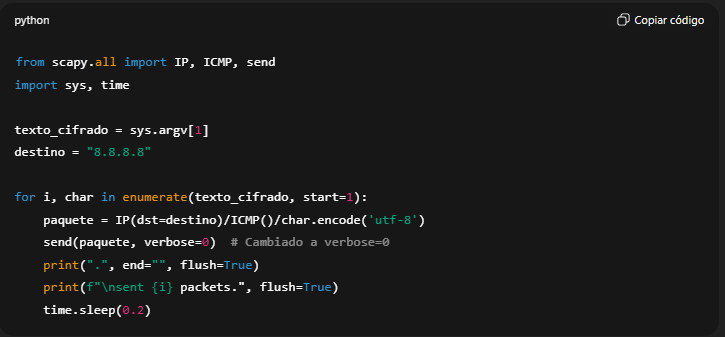 python
Copiar código
from scapy.all import IP, ICMP, send
import sys, time
texto_cifrado = sys.argv[1]
destino = "8.8.8.8"
for i, char in enumerate(texto_cifrado, start=1):
    paquete = IP(dst=destino)/ICMP()/char.encode('utf-8')
    send(paquete, verbose=0)  # Cambiado a verbose=0
    print(".", end="", flush=True)
    print(f"\nsent {i} packets.", flush=True)
    time.sleep(0.2)